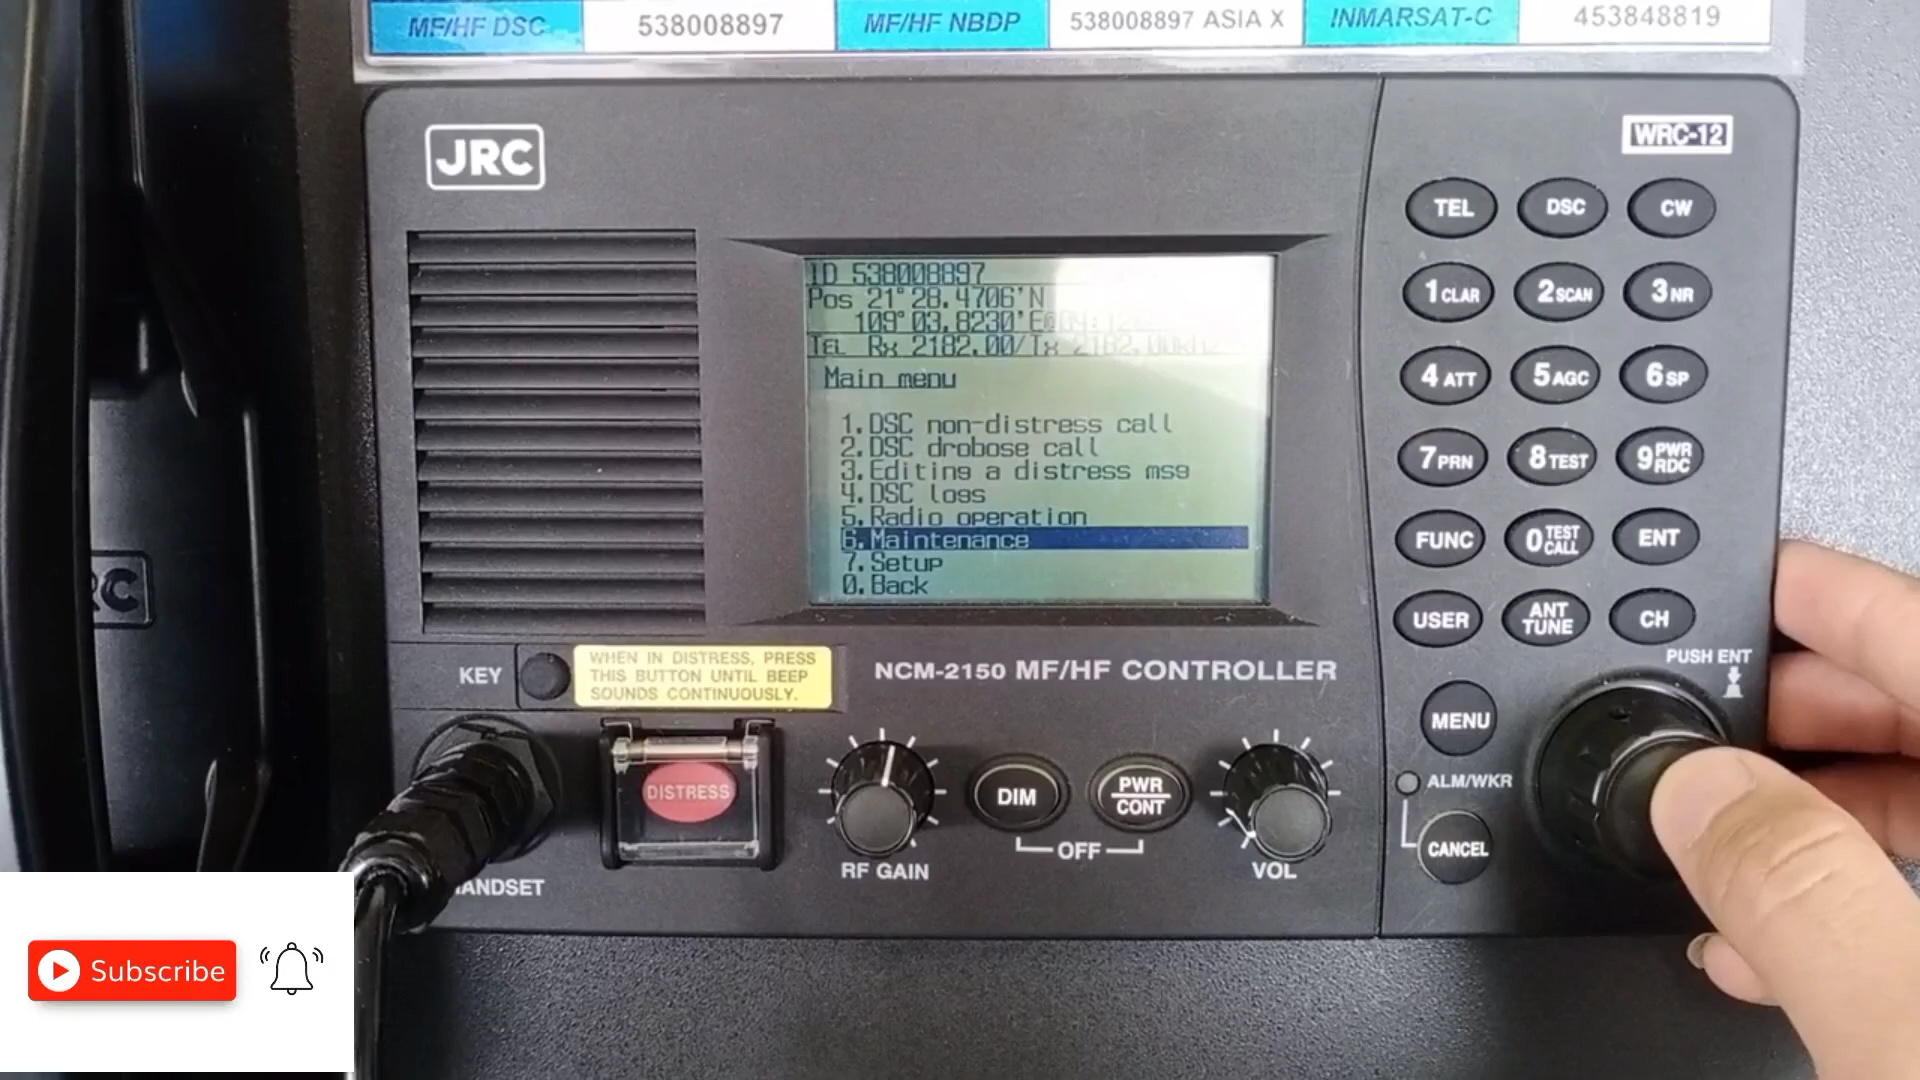 MF/HF DSC 538008897 MF/HF NBDP 538008897 ASIA X INMARSAT-C 453848819
JRC
WRC-12
ID 538008897
Pos 21°28.4706'N
109°03.8230'E
TEL Rx 2182.00/Tx 2182.00kHz
Main menu
1.DSC non-distress call
2.DSC drobose call
3.Editing a distress msg
4.DSC logs
5.Radio operation
6.Maintenance
7.Setup
0.Back
TEL DSC CW
1 CLAR 2 SCAN 3 NR
4 ATT 5 AGC 6 SP
7 PRN 8 TEST 9 PWR RDC
FUNC 0 TEST CALL ENT
USER ANT TUNE CH
PUSH ENT
KEY
WHEN IN DISTRESS, PRESS
THIS BUTTON UNTIL BEEP
SOUNDS CONTINUOUSLY.
NCM-2150 MF/HF CONTROLLER
MENU
DISTRESS
DIM
PWR
CONT
OFF
RF GAIN
VOL
ALM/WKR
CANCEL
Subscribe